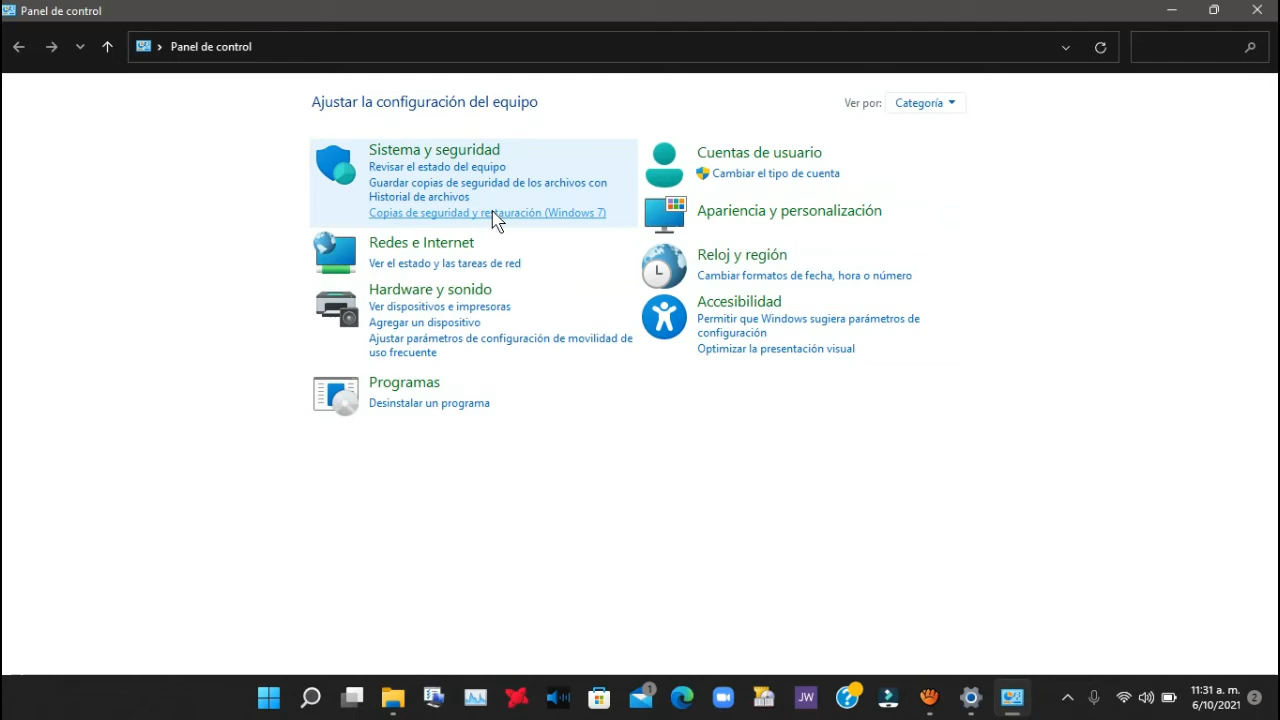 Panel de control
Panel de control
Ajustar la configuración del equipo
Ver por: Categoría
Sistema y seguridad
Revisar el estado del equipo
Guardar copias de seguridad de los archivos con
Historial de archivos
Copias de seguridad y restauración (Windows 7)
Redes e Internet
Ver el estado y las tareas de red
Hardware y sonido
Ver dispositivos e impresoras
Agregar un dispositivo
Ajustar parámetros de configuración de movilidad de
uso frecuente
Programas
Desinstalar un programa
Cuentas de usuario
Cambiar el tipo de cuenta
Apariencia y personalización
Reloj y región
Cambiar formatos de fecha, hora o número
Accesibilidad
Permitir que Windows sugiera parámetros de
configuración
Optimizar la presentación visual
1
JW
11:31 a. m.
6/10/2021
2